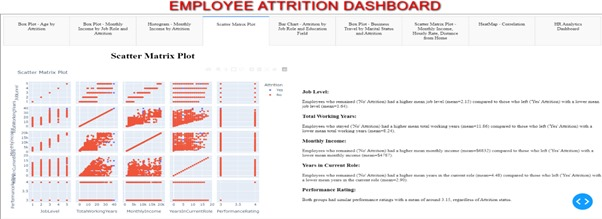 EMPLOYEE ATTRITION DASHBOARD
Box Plot - Age by Attrition
Box Plot - Monthly Income by Job Role and Attrition
Histogram - Monthly Income by Attrition
Scatter Matrix Plot
Bar Chart - Attrition by Job Role and Education Field
Box Plot - Business Travel by Marital Status and Attrition
Scatter Matrix Plot - Monthly Income, Hourly Rate, Distance from Home
HeatMap - Correlation
HR Analytics Dashboard
Scatter Matrix Plot
Scatter Matrix Plot
Attrition
Yes
No
JobLevel
TotalWorkingYears
MonthlyIncome
YearsInCurrentRole
PerformanceRating
Job Level:
Employees who remained ('No' Attrition) had a higher mean job level (mean=2.15) compared to those who left ('Yes' Attrition) with a lower mean
job level (mean=1.64).
Total Working Years:
Employees who stayed ('No' Attrition) had a higher mean total working years (mean=11.86) compared to those who left ('Yes' Attrition) with a
lower mean total working years (mean=8.24).
Monthly Income:
Employees who remained ('No' Attrition) had a higher mean monthly income (mean=$6832) compared to those who left ('Yes' Attrition) with a
lower mean monthly income (mean=$4787).
Years in Current Role:
Employees who remained ('No' Attrition) had a higher mean years in the current role (mean=4.48) compared to those who left ('Yes' Attrition) with
a lower mean years in the current role (mean=2.90).
Performance Rating:
Both groups had similar performance ratings with a mean of around 3.15, regardless of Attrition status.